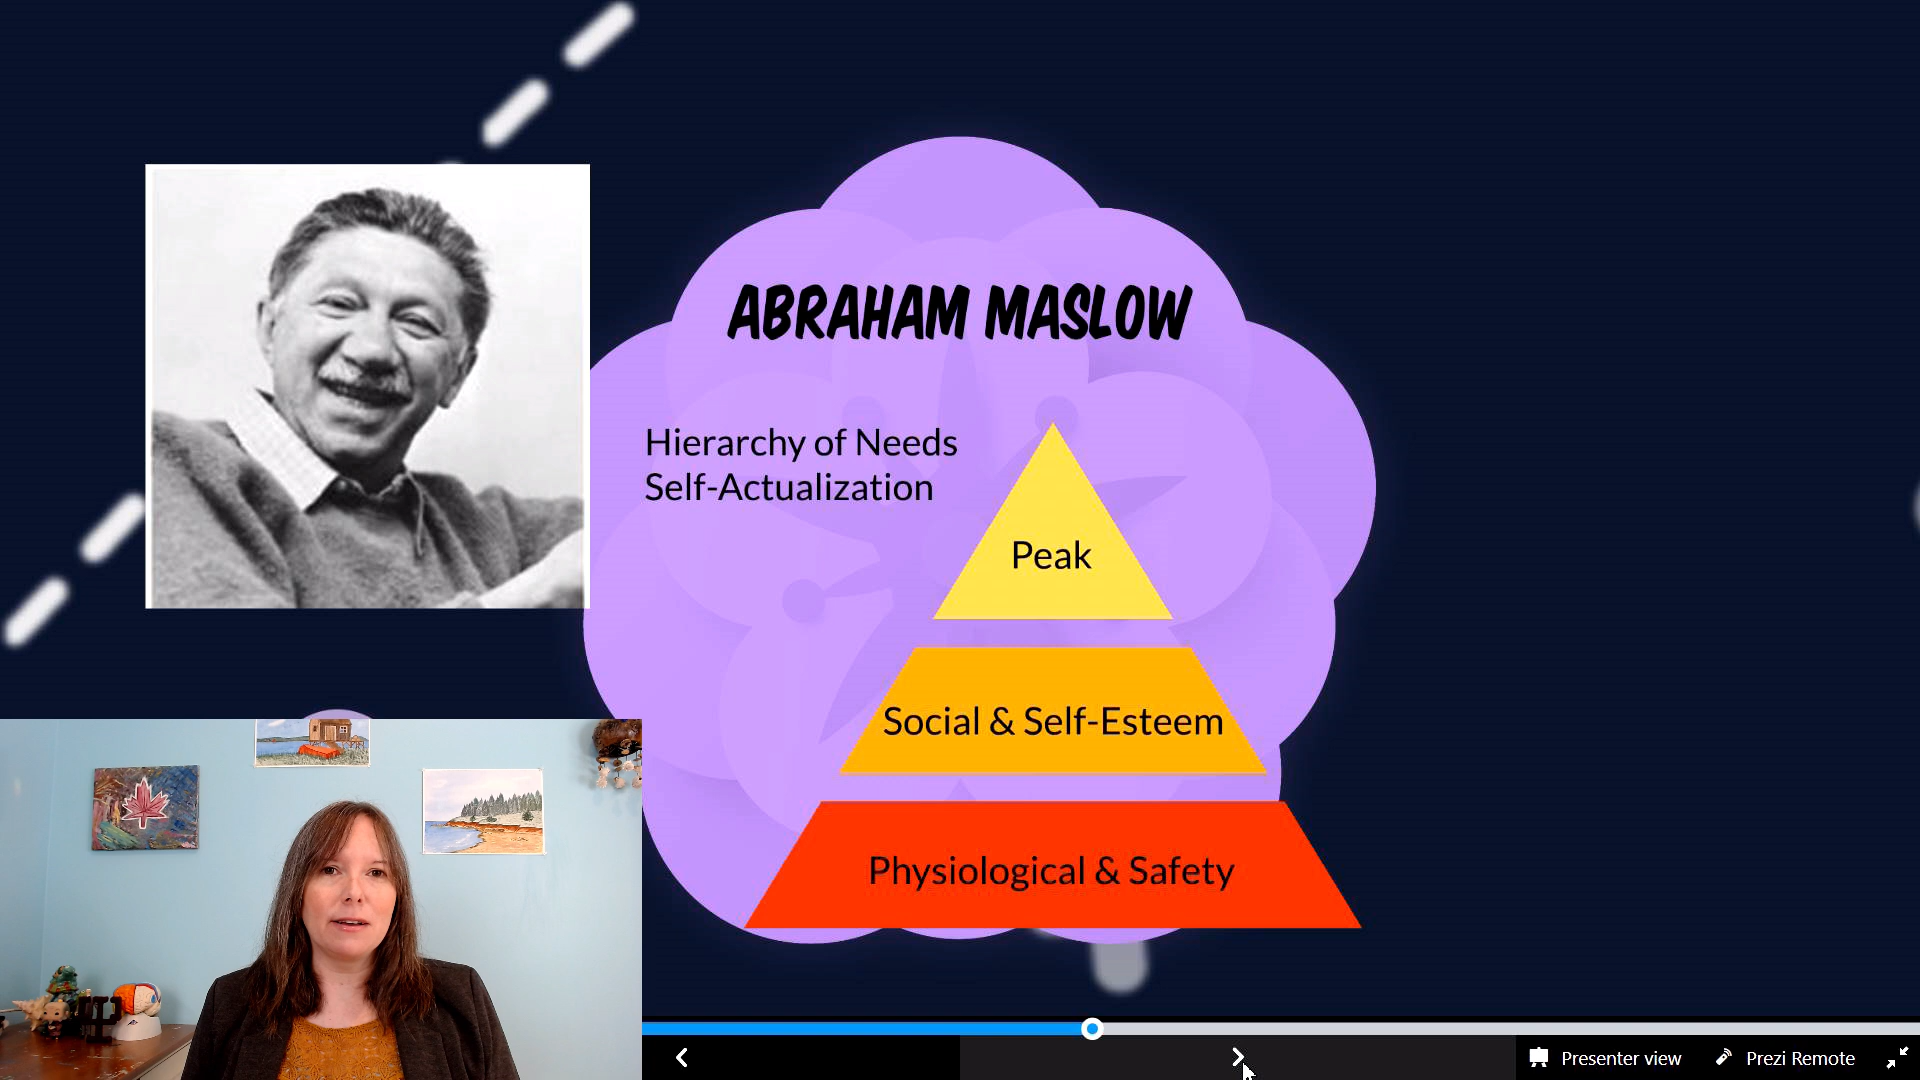 ABRAHAM MASLOW
Hierarchy of Needs
Self-Actualization
Peak
Social & Self-Esteem
Physiological & Safety
Presenter view
Prezi Remote